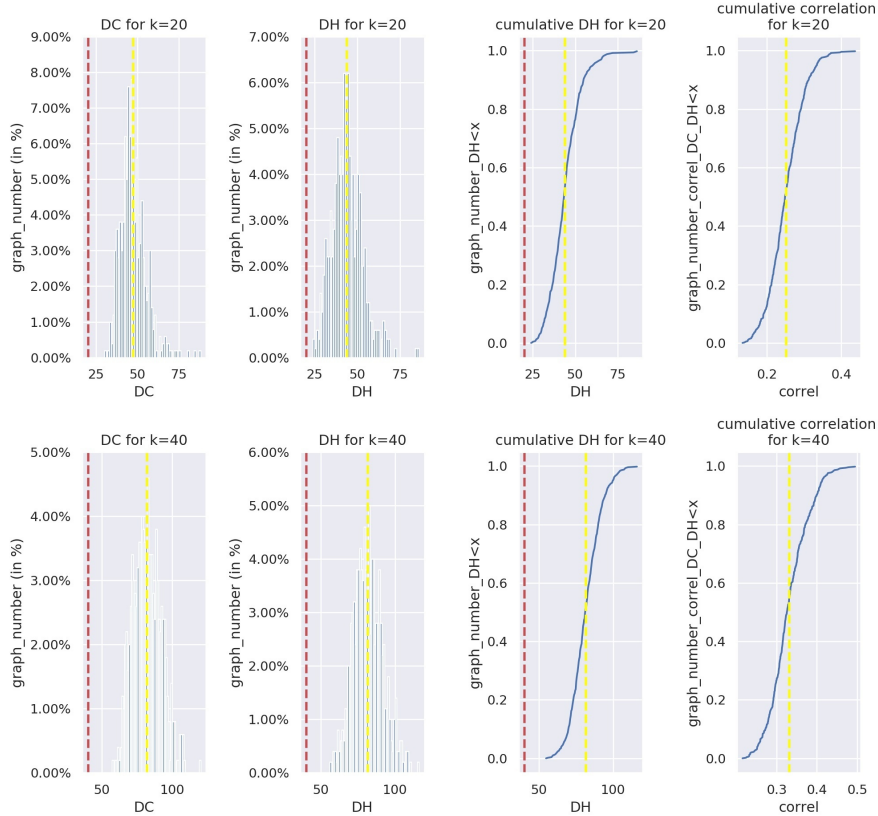 DC for k=20
9.00%
8.00%
7.00%
6.00%
5.00%
4.00%
3.00%
2.00%
1.00%
0.00%
graph_number (in %)
25 50 75
DC
DH for k=20
7.00%
6.00%
5.00%
4.00%
3.00%
2.00%
1.00%
0.00%
graph_number (in %)
25 50 75
DH
cumulative DH for k=20
1.0
0.8
0.6
0.4
0.2
0.0
graph_number_DH<x
25 50 75
DH
cumulative correlation
for k=20
1.0
0.8
0.6
0.4
0.2
0.0
graph_number_correl_DC_DH<x
0.2 0.4
correl
DC for k=40
5.00%
4.00%
3.00%
2.00%
1.00%
0.00%
graph_number (in %)
50 100
DC
DH for k=40
6.00%
5.00%
4.00%
3.00%
2.00%
1.00%
0.00%
graph_number (in %)
50 100
DH
cumulative DH for k=40
1.0
0.8
0.6
0.4
0.2
0.0
graph_number_DH<x
50 100
DH
cumulative correlation
for k=40
1.0
0.8
0.6
0.4
0.2
0.0
graph_number_correl_DC_DH<x
0.3 0.4 0.5
correl